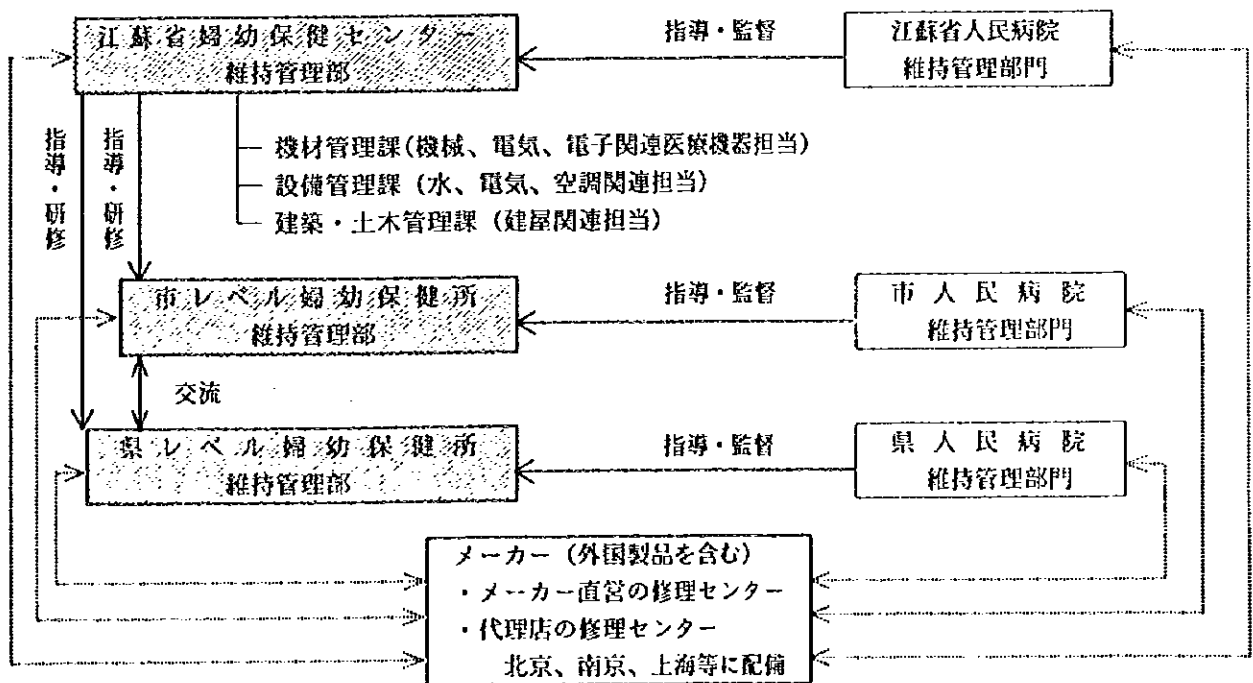 江蘇省婦幼保健センター
維持管理部
指導・監督
江蘇省人民病院
維持管理部門
指導・研修
指導・研修
機材管理課(機械、電気、電子関連医療機器担当)
設備管理課(水、電気、空調関連担当)
建築・土木管理課(建屋関連担当)
市レベル婦幼保健所
維持管理部
指導・監督
市人民病院
維持管理部門
交流
県レベル婦幼保健所
維持管理部
指導・監督
県人民病院
維持管理部門
メーカー(外国製品を含む)
・メーカー直営の修理センター
・代理店の修理センター
北京、南京、上海等に配備